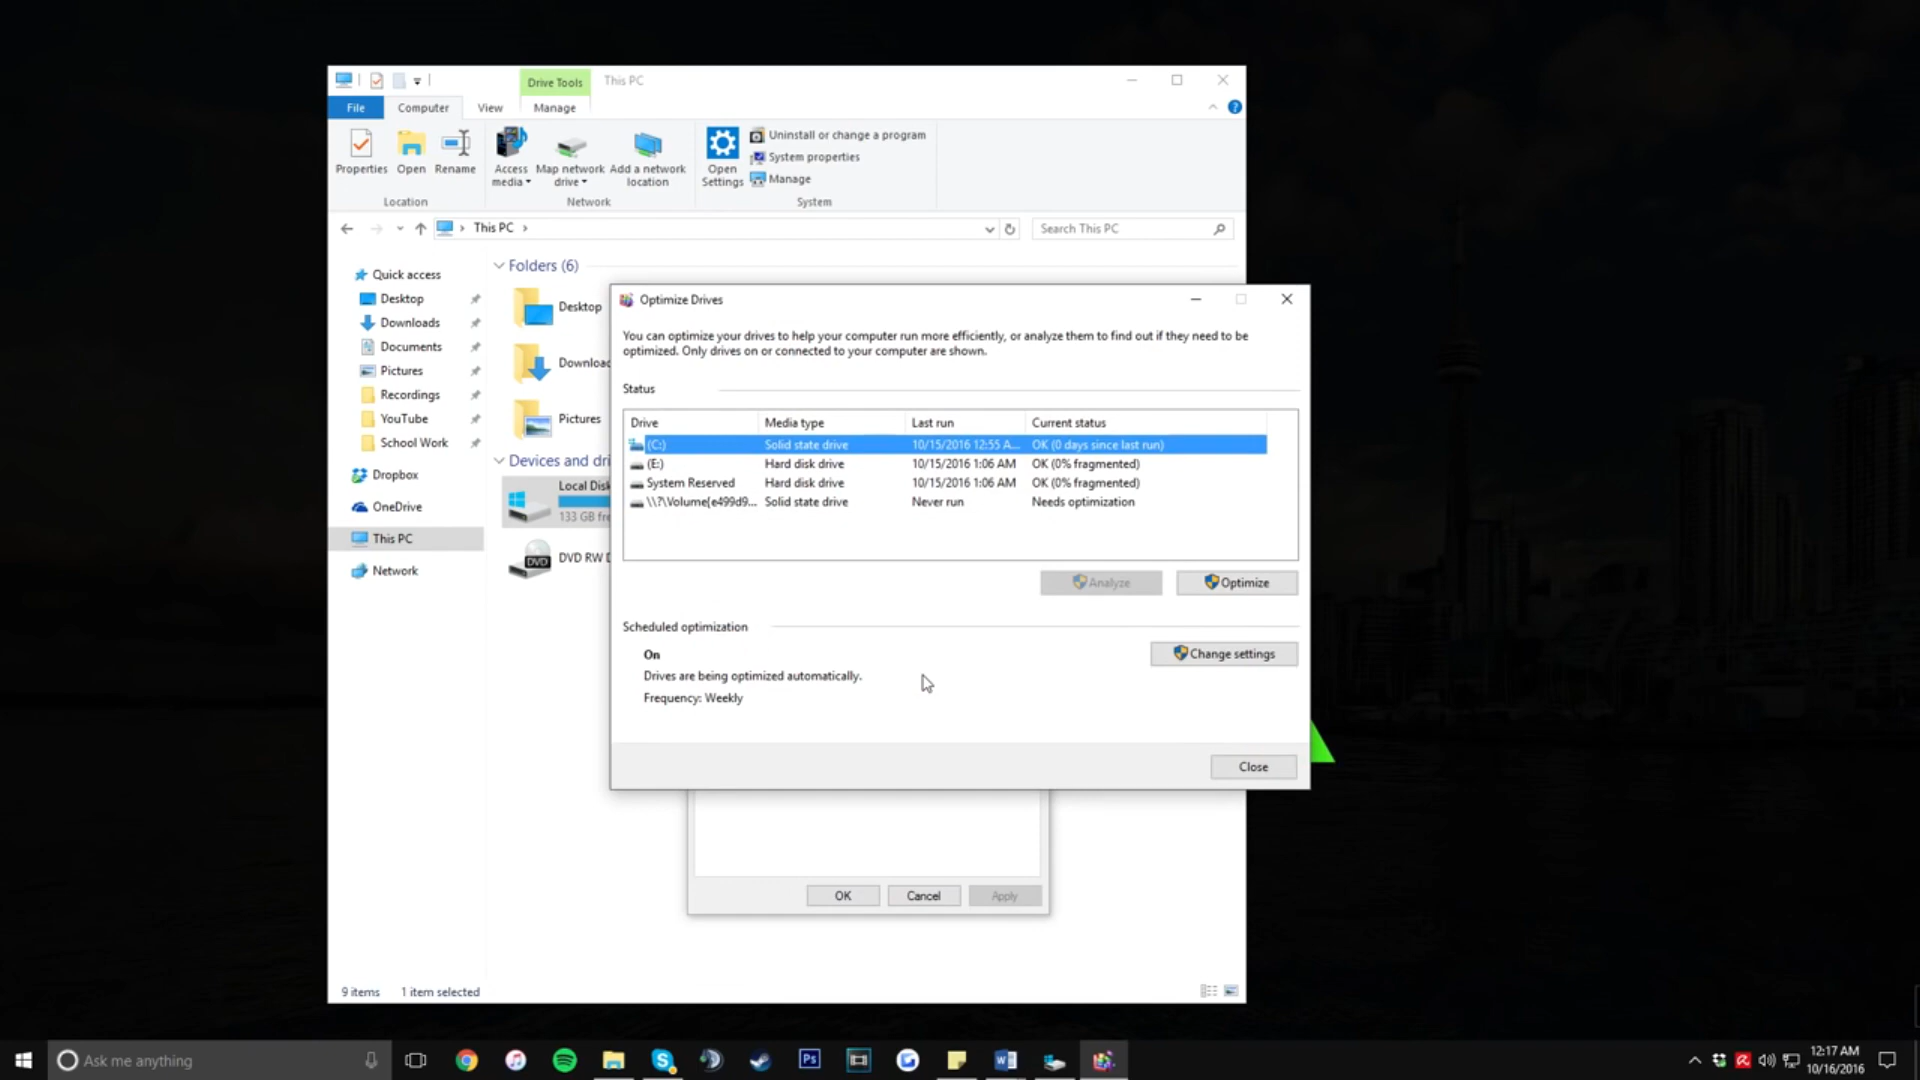 Drive Tools
This PC
File
Computer
View
Manage
Properties
Open
Rename
Access media
Map network drive
Add a network location
Open Settings
Uninstall or change a program
System properties
Manage
Location
Network
System
This PC
Search This PC
Quick access
Desktop
Downloads
Documents
Pictures
Recordings
YouTube
School Work
Dropbox
OneDrive
This PC
Network
Folders (6)
Desktop
Downloac
Pictures
Devices and dri
Local Disk
133 GB fre
DVD RW D
DVD
Optimize Drives
You can optimize your drives to help your computer run more efficiently, or analyze them to find out if they need to be
optimized. Only drives on or connected to your computer are shown.
Status
Drive Media type Last run Current status
(C:) Solid state drive 10/15/2016 12:55 A... OK (0 days since last run)
(E:) Hard disk drive 10/15/2016 1:06 AM OK (0% fragmented)
System Reserved Hard disk drive 10/15/2016 1:06 AM OK (0% fragmented)
\\?\Volume{e499d9... Solid state drive Never run Needs optimization
Analyze
Optimize
Scheduled optimization
On
Drives are being optimized automatically.
Frequency: Weekly
Change settings
Close
OK
Cancel
Apply
9 items
1 item selected
Ask me anything
Ps
12:17 AM
10/16/2016